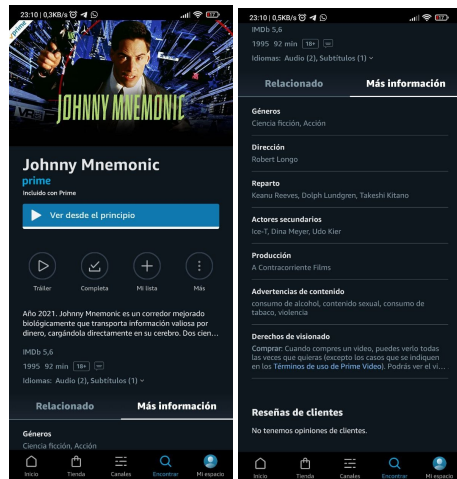 23:10 | 0,3KB/s
57
prime
JOHNNY MNEMONIC
Johnny Mnemonic
prime
Incluido con Prime
Ver desde el principio
Tráiler
Completa
Mi lista
Más
Año 2021. Johnny Mnemonic es un corredor mejorado
biológicamente que transporta información valiosa por
dinero, cargándola directamente en su cerebro. Dos cien...
IMDb 5,6
1995 92 min 18+
Idiomas: Audio (2), Subtítulos (1)
Relacionado
Más información
Géneros
Ciencia ficción, Acción
Inicio
Tienda
Canales
Encontrar
Mi espacio
23:10 | 0,5KB/s
57
IMDb 5,6
1995 92 min 18+
Idiomas: Audio (2), Subtítulos (1)
Relacionado
Más información
Géneros
Ciencia ficción, Acción
Dirección
Robert Longo
Reparto
Keanu Reeves, Dolph Lundgren, Takeshi Kitano
Actores secundarios
Ice-T, Dina Meyer, Udo Kier
Producción
A Contracorriente Films
Advertencias de contenido
consumo de alcohol, contenido sexual, consumo de
tabaco, violencia
Derechos de visionado
Comprar: Cuando compres un video, puedes verlo todas
las veces que quieras (excepto los casos que se indiquen
en los Términos de uso de Prime Video). Podrás ver el vi...
Reseñas de clientes
No tenemos opiniones de clientes.
Inicio
Tienda
Canales
Encontrar
Mi espacio